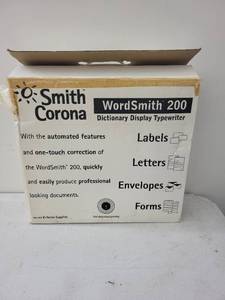 Smith
Corona
WordSmith 200
Dictionary Display Typewriter
With the automated features
and one-touch correction of
the WordSmith® 200, quickly
and easily produce professional
looking documents.
Labels
Letters
Envelopes
Forms